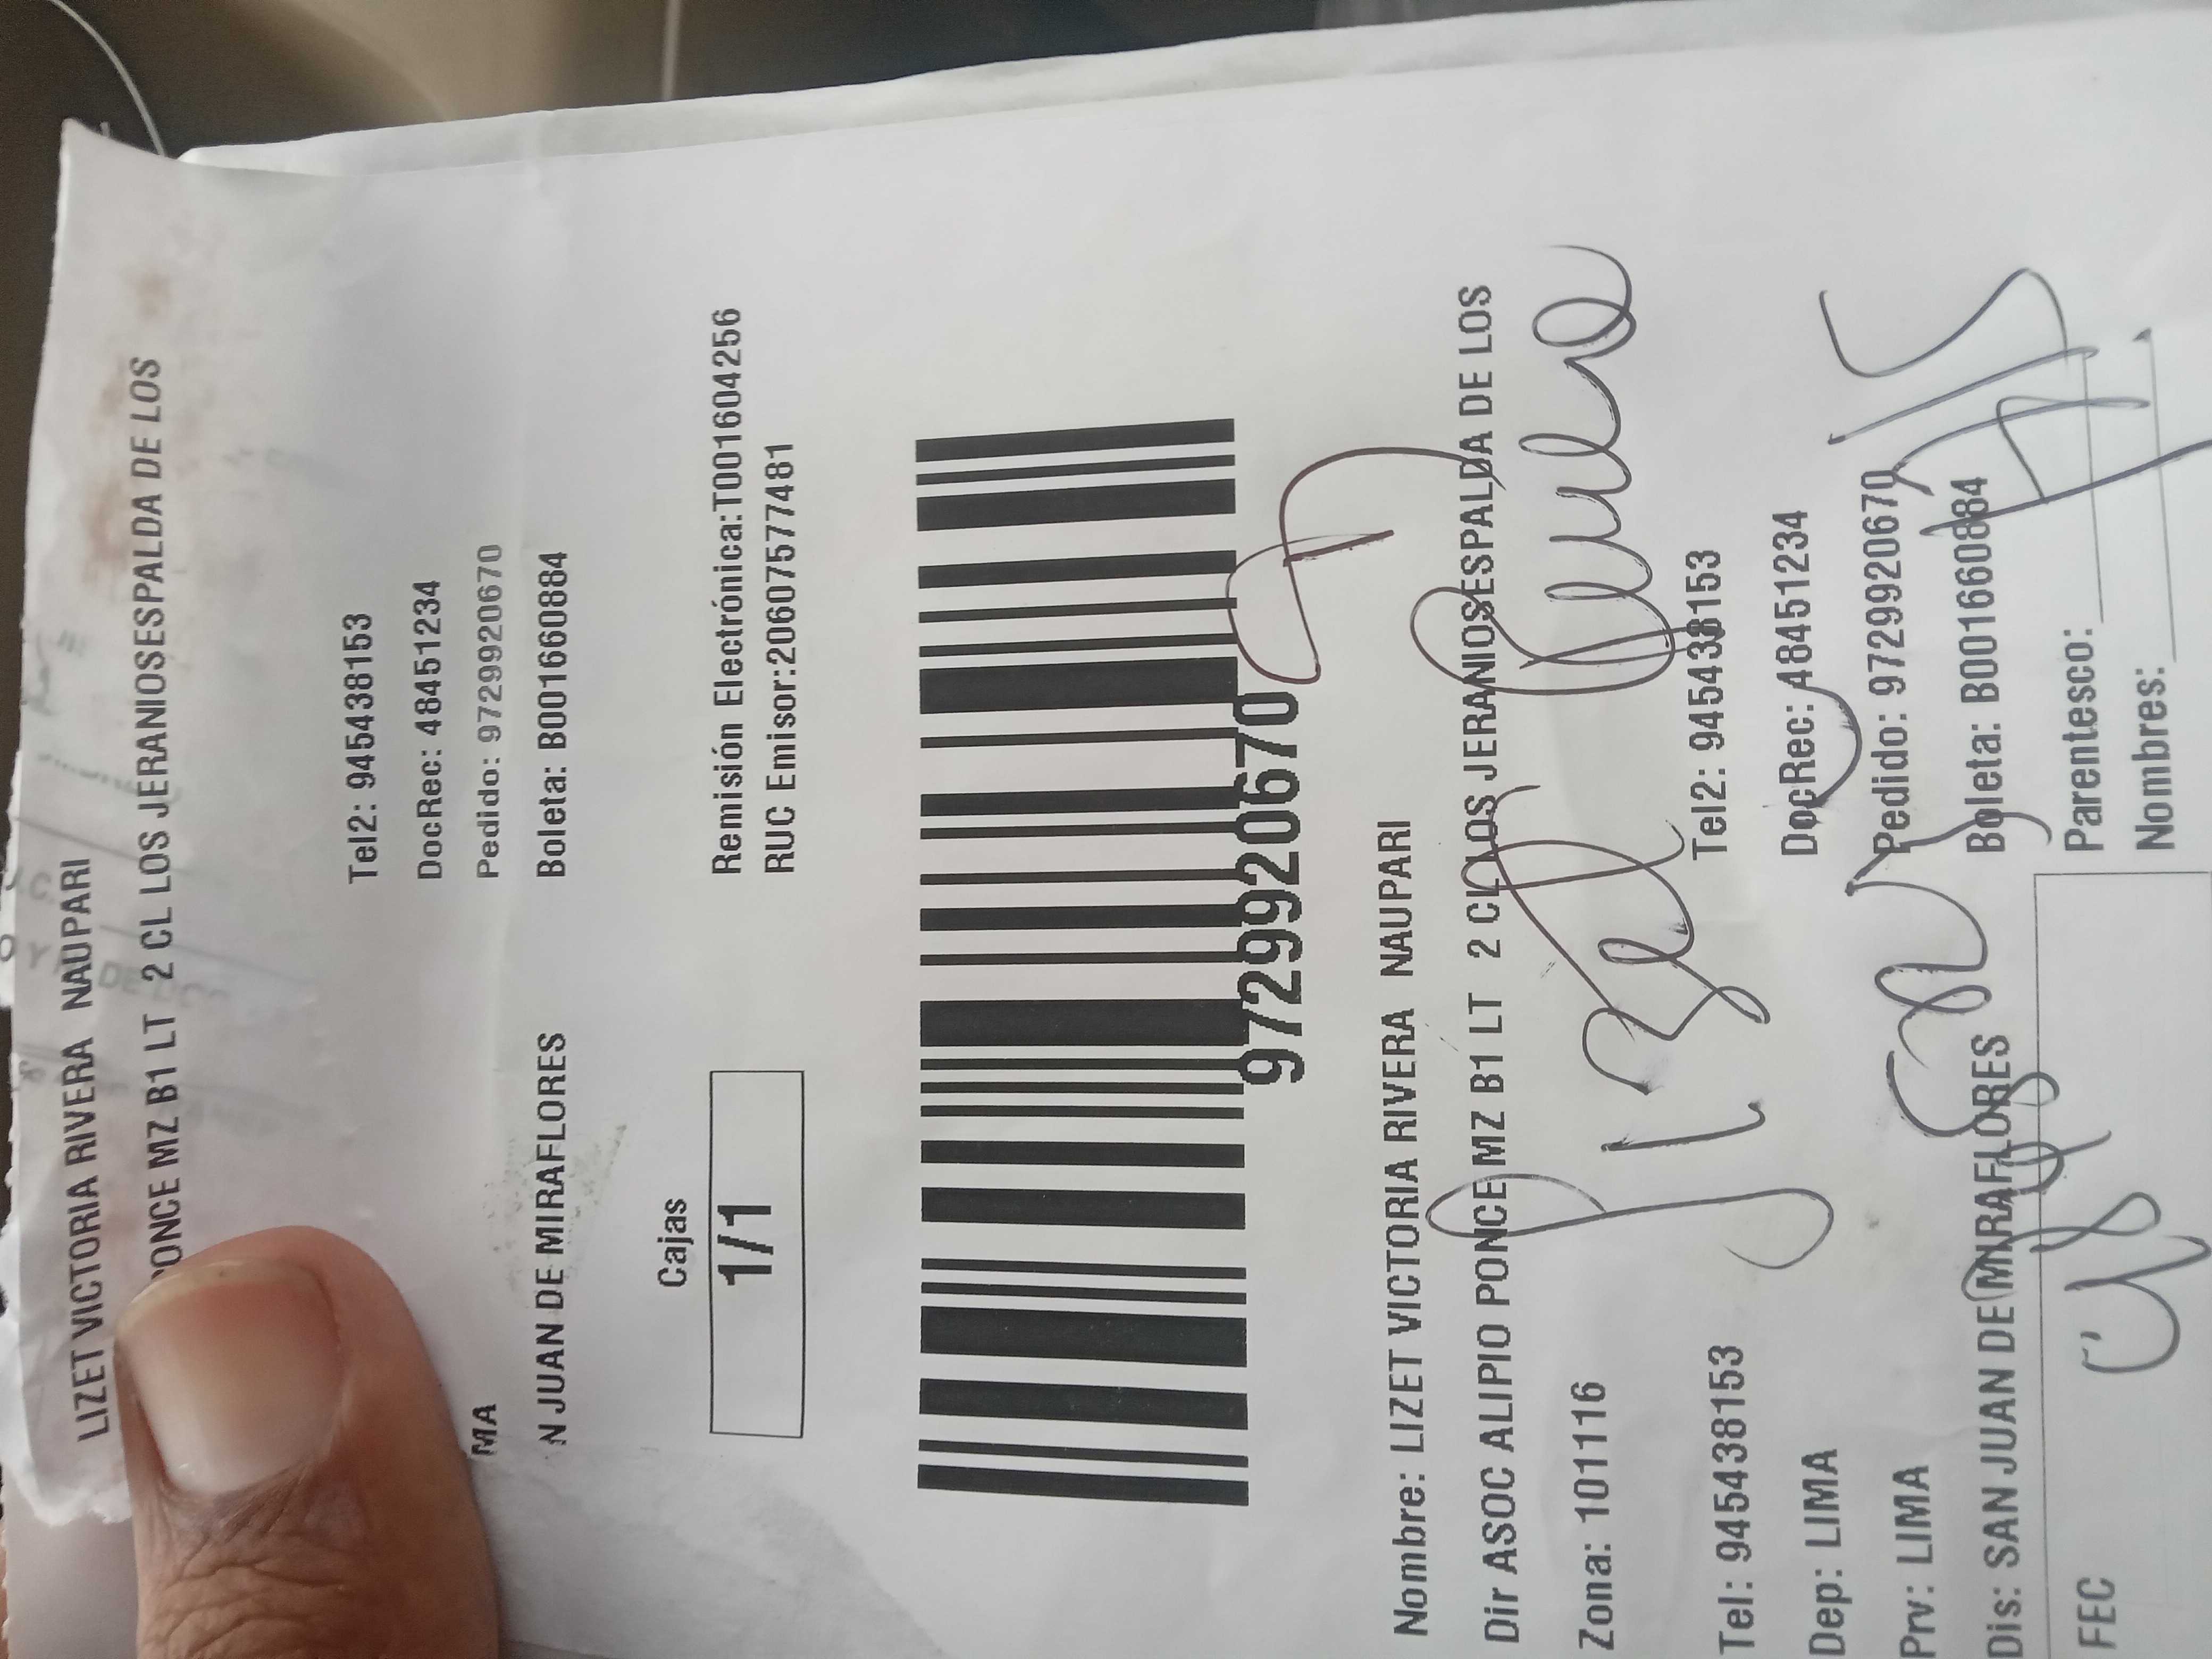 LIZET VICTORIA RIVERA NAUPARI
ONCE MZ B1 LT 2 CL LOS JERANIOSESPALDA DE LOS
Tel2: 945438153
DocRec: 48451234
MA Pedido: 9729920670
N JUAN DE MIRAFLORES Boleta: B001660884
Cajas
1/1
Remisión Electrónica:T001604256
RUC Emisor:20607577481
9729920670
Nombre: LIZET VICTORIA RIVERA NAUPARI
Dir ASOC ALIPIO PONCE MZ B1 LT 2 CL LOS JERANIOSESPALDA DE LOS
Zona: 101116
Tel: 945438153 Tel2: 945438153
Dep: LIMA DocRec: 48451234
Prv: LIMA Pedido: 9729920670
Dis: SAN JUAN DE MIRAFLORES Boleta: B001660884
FEC
Parentesco:
Nombres: